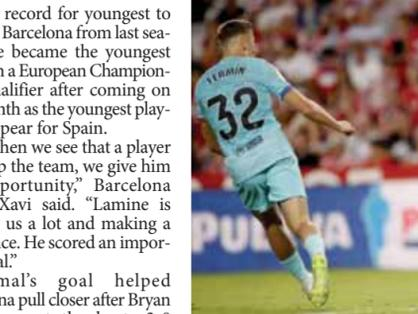 record for youngest to
Barcelona from last sea-
e became the youngest
n a European Champion-
alifier after coming on
nth as the youngest play-
pear for Spain.
hen we see that a player
p the team, we give him
portunity,” Barcelona
Xavi said. “Lamine is
us a lot and making a
ce. He scored an impor-
al.”
mal’s goal helped
na pull closer after Bryan
FERMÍN
32